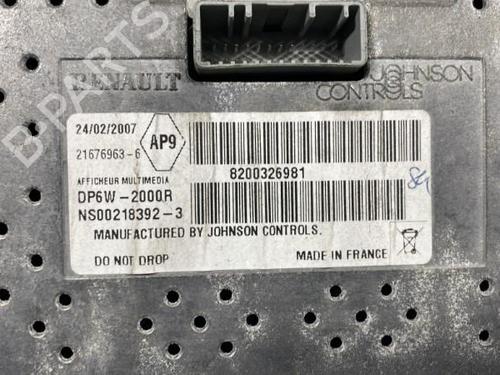 RENAULT
JOHNSON
CONTROLS
24/02/2007
AP9
21676963-6
8200326981
AFFICHEUR MULTIMEDIA
DP6W-2000R
NS00218392-3
MANUFACTURED BY JOHNSON CONTROLS.
DO NOT DROP
MADE IN FRANCE
B-PARTS